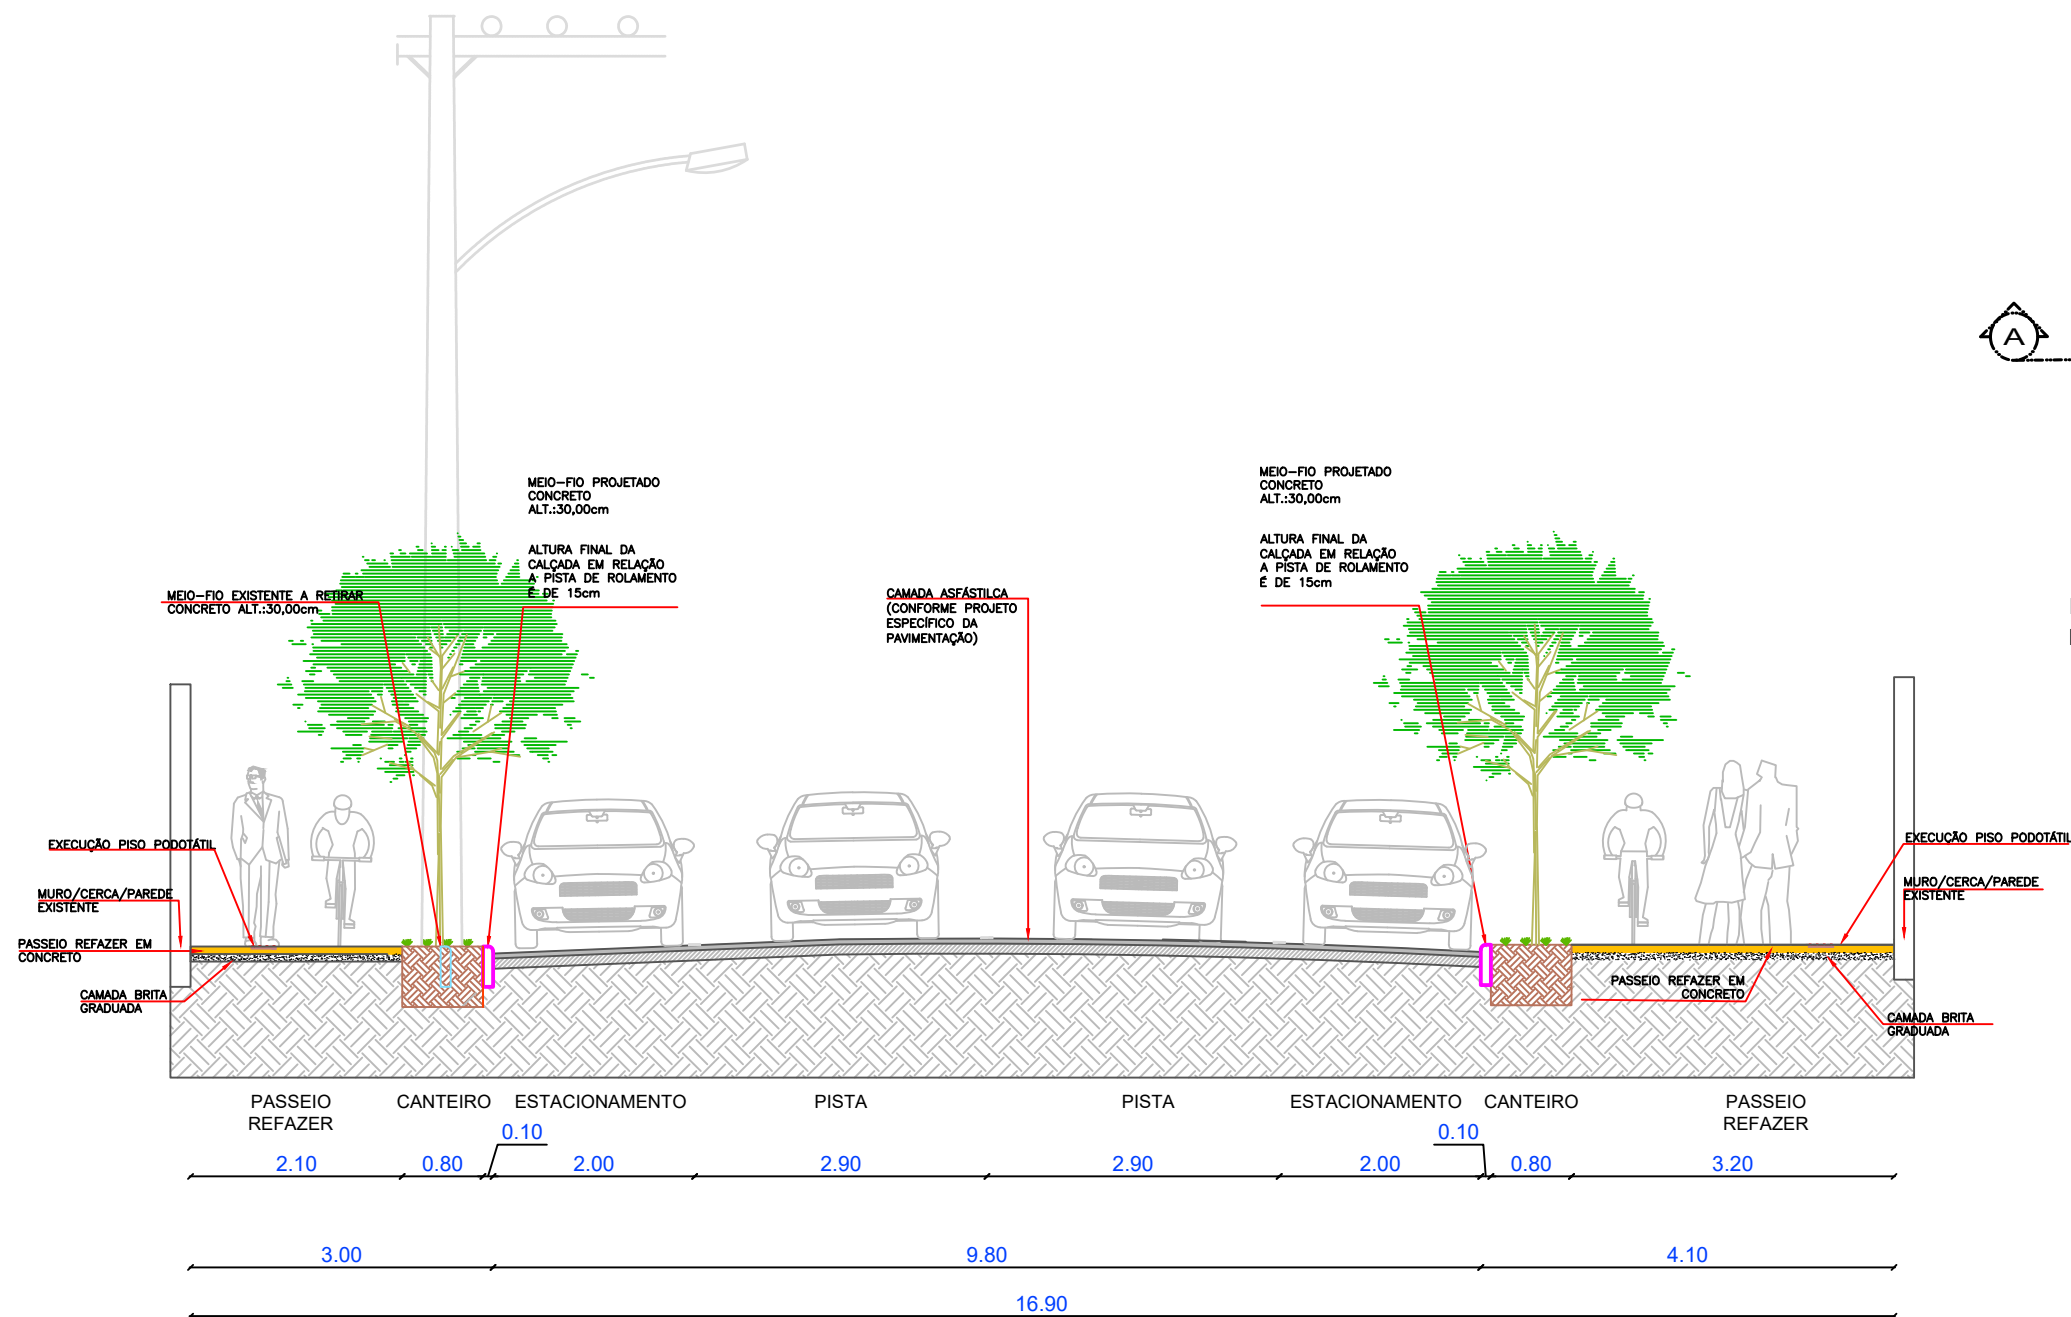 A
MEIO-FIO PROJETADO
CONCRETO
ALT.:30,00cm
ALTURA FINAL DA
CALÇADA EM RELAÇÃO
A PISTA DE ROLAMENTO
É DE 15cm
MEIO-FIO PROJETADO
CONCRETO
ALT.:30,00cm
ALTURA FINAL DA
CALÇADA EM RELAÇÃO
A PISTA DE ROLAMENTO
É DE 15cm
MEIO-FIO EXISTENTE A RETIRAR
CONCRETO ALT.:30,00cm
CAMADA ASFÁSTILCA
(CONFORME PROJETO
ESPECÍFICO DA
PAVIMENTAÇÃO)
EXECUÇÃO PISO PODOTÁTIL
MURO/CERCA/PAREDE
EXISTENTE
PASSEIO REFAZER EM
CONCRETO
CAMADA BRITA
GRADUADA
EXECUÇÃO PISO PODOTÁTIL
MURO/CERCA/PAREDE
EXISTENTE
PASSEIO REFAZER EM
CONCRETO
CAMADA BRITA
GRADUADA
PASSEIO
REFAZER
CANTEIRO
ESTACIONAMENTO
PISTA
PISTA
ESTACIONAMENTO
CANTEIRO
PASSEIO
REFAZER
0.10
0.10
2.10
0.80
2.00
2.90
2.90
2.00
0.80
3.20
3.00
9.80
4.10
16.90